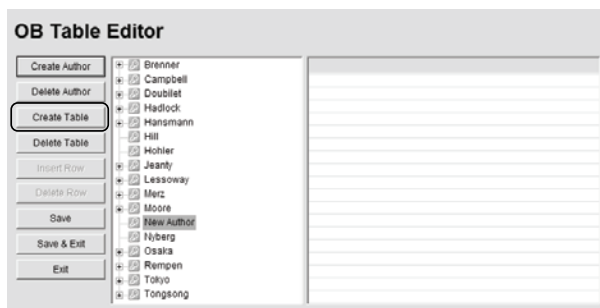 OB Table Editor
Create Author
Delete Author
Create Table
Delete Table
Insert Row
Delete Row
Save
Save & Exit
Exit
Brenner
Campbell
Doubilet
Hadlock
Hansmann
Hill
Hohler
Jeanty
Lessoway
Merz
Moore
New Author
Nyberg
Osaka
Rempen
Tokyo
Tongsong